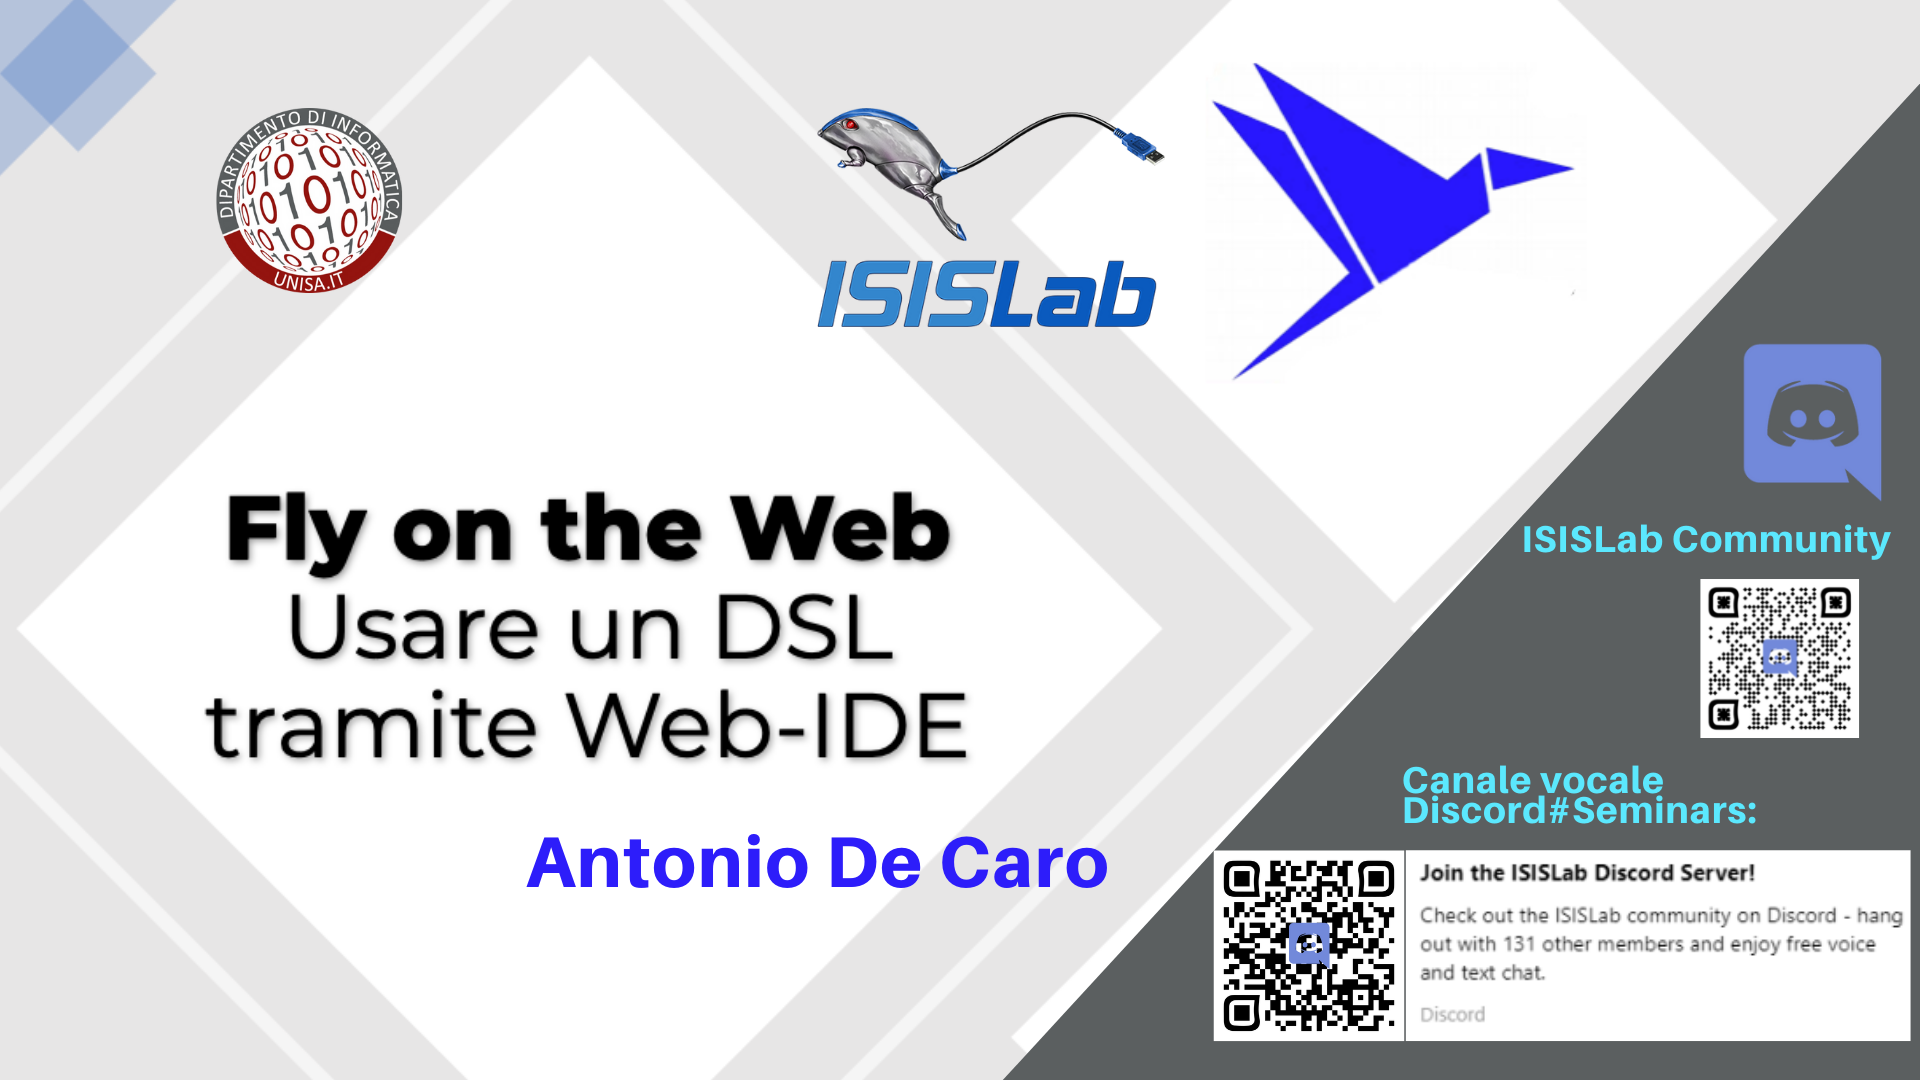 DIPARTIMENTO DI INFORMATICA
UNISA.IT
ISISLab
Fly on the Web
Usare un DSL
tramite Web-IDE
Antonio De Caro
ISISLab Community
Canale vocale
Discord#Seminars:
Join the ISISLab Discord Server!
Check out the ISISLab community on Discord - hang
out with 131 other members and enjoy free voice
and text chat.
Discord